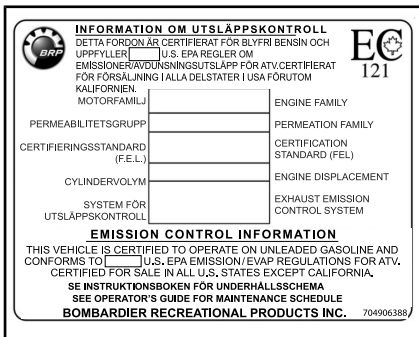 INFORMATION OM UTSLÄPPSKONTROLL
DETTA FORDON ÄR CERTIFIERAT FÖR BLYFRI BENSIN OCH
UPPFYLLER U.S. EPA REGLER OM
EMISSIONER/AVDUNSNINGSUTSLÄPP FÖR ATV.CERTIFIERAT
FÖR FÖRSÄLJNING I ALLA DELSTATER I USA FÖRUTOM
KALIFORNIEN.
BRP
EC
121
MOTORFAMILJ ENGINE FAMILY
PERMEABILITETSGRUPP PERMEATION FAMILY
CERTIFIERINGSSTANDARD CERTIFICATION
(F.E.L.) STANDARD (FEL)
CYLINDERVOLYM ENGINE DISPLACEMENT
SYSTEM FÖR EXHAUST EMISSION
UTSLÄPPSKONTROLL CONTROL SYSTEM
EMISSION CONTROL INFORMATION
THIS VEHICLE IS CERTIFIED TO OPERATE ON UNLEADED GASOLINE AND
CONFORMS TO U.S. EPA EMISSION/EVAP REGULATIONS FOR ATV.
CERTIFIED FOR SALE IN ALL U.S. STATES EXCEPT CALIFORNIA.
SE INSTRUKTIONSBOKEN FÖR UNDERHÅLLSSCHEMA
SEE OPERATOR'S GUIDE FOR MAINTENANCE SCHEDULE
BOMBARDIER RECREATIONAL PRODUCTS INC. 704906388